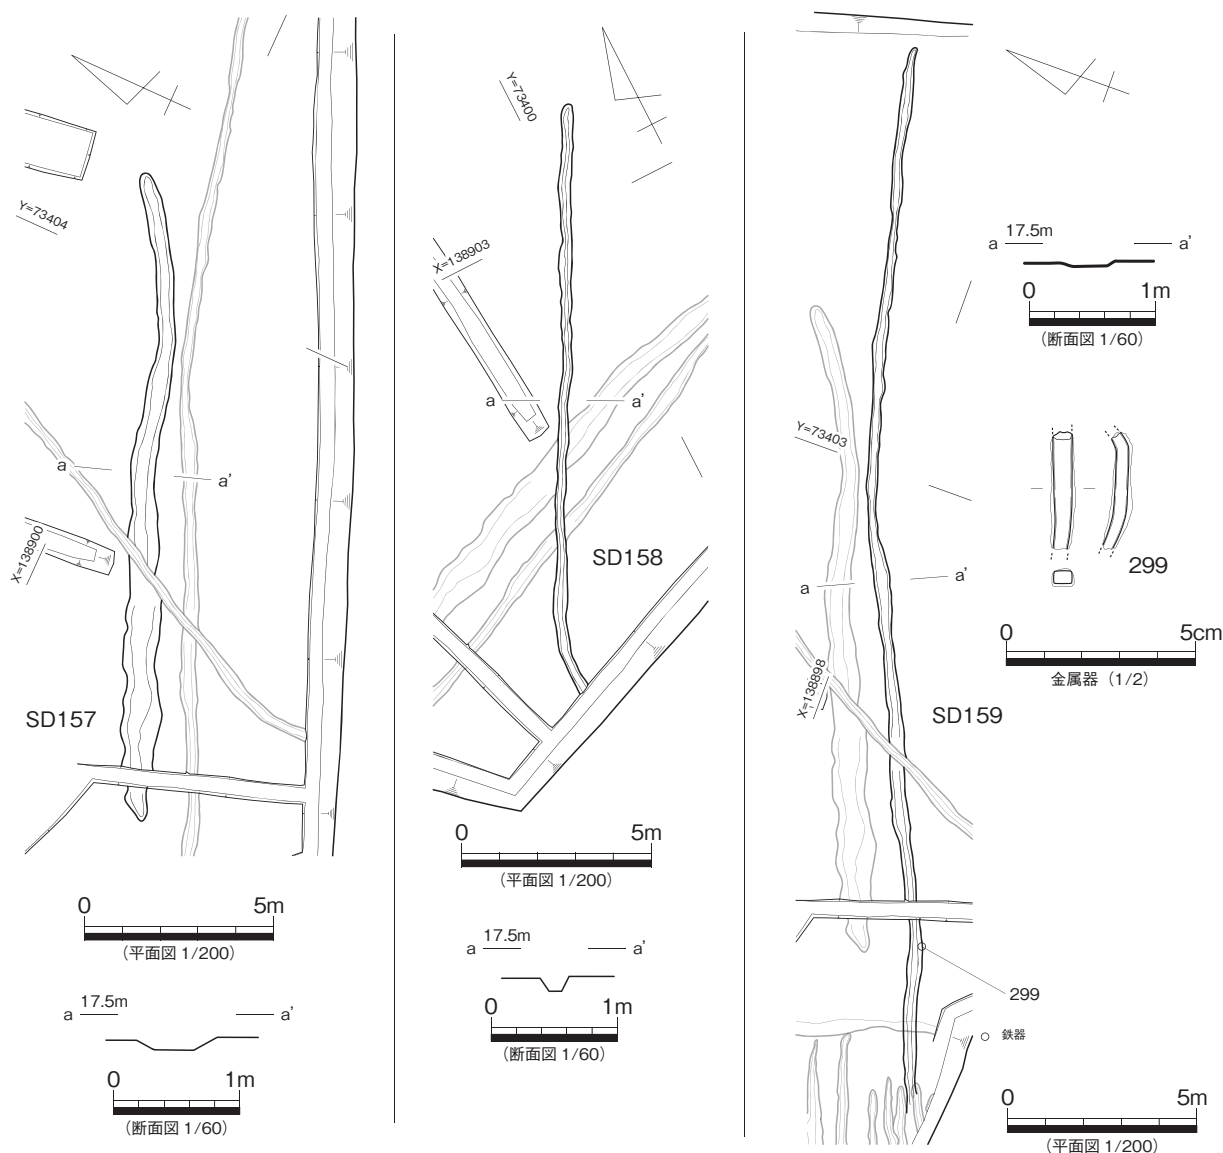 Y=73404
a
a’
X=138900
SD157
0 5m
（平面図 1/200）
17.5m
a a’
0 1m
（断面図 1/60）
Y=73400
X=138903
a a’
SD158
0 5m
（平面図 1/200）
17.5m
a a’
0 1m
（断面図 1/60）
Y=73403
a a’
X=138898
SD159
299
鉄器
17.5m
a a’
0 1m
（断面図 1/60）
299
0 5cm
金属器（1/2）
0 5m
（平面図 1/200）